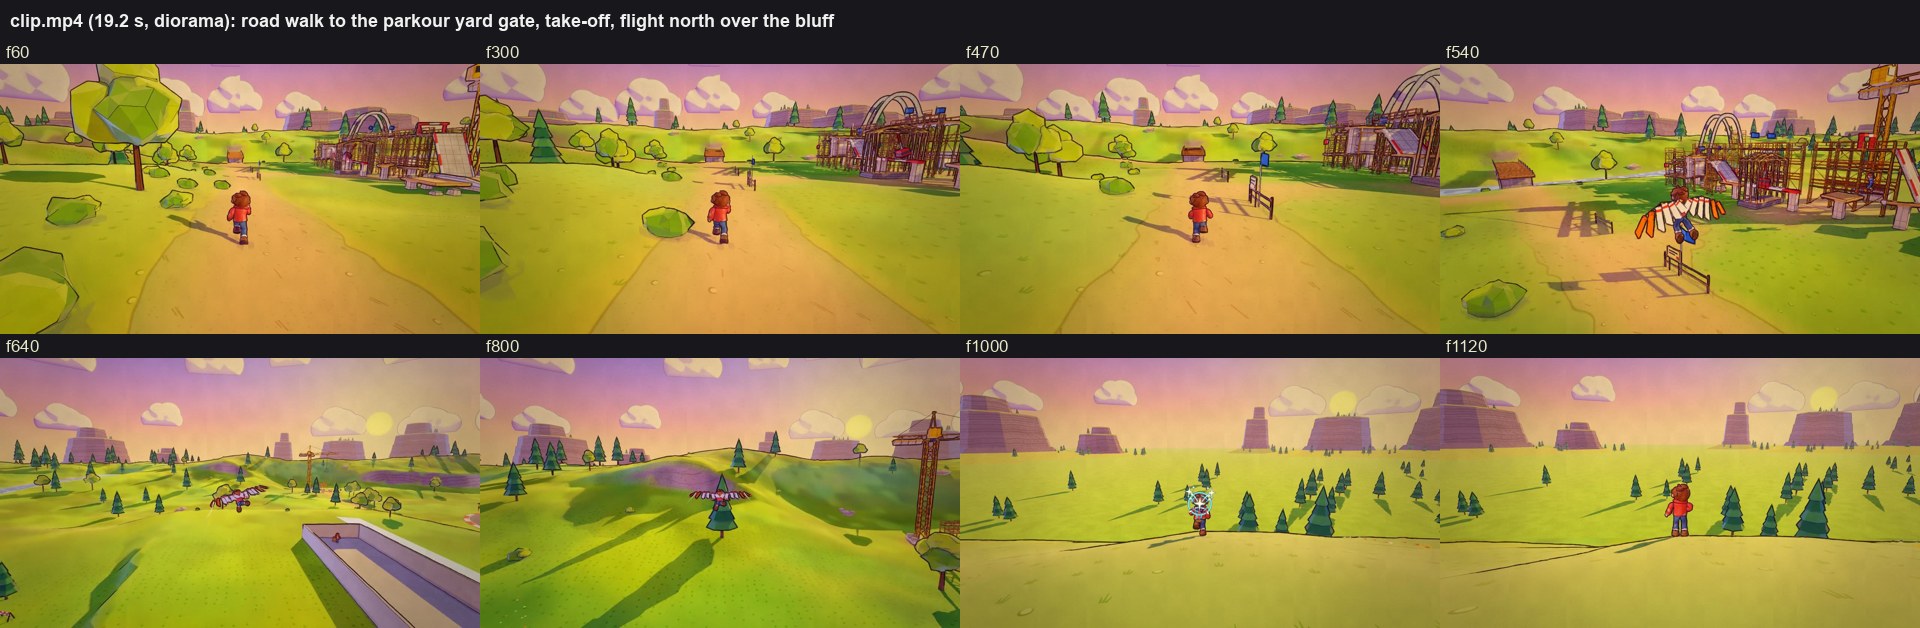 clip.mp4 (19.2 s, diorama): road walk to the parkour yard gate, take-off, flight north over the bluff
f60
f300
f470
f540
f640
f800
f1000
f1120